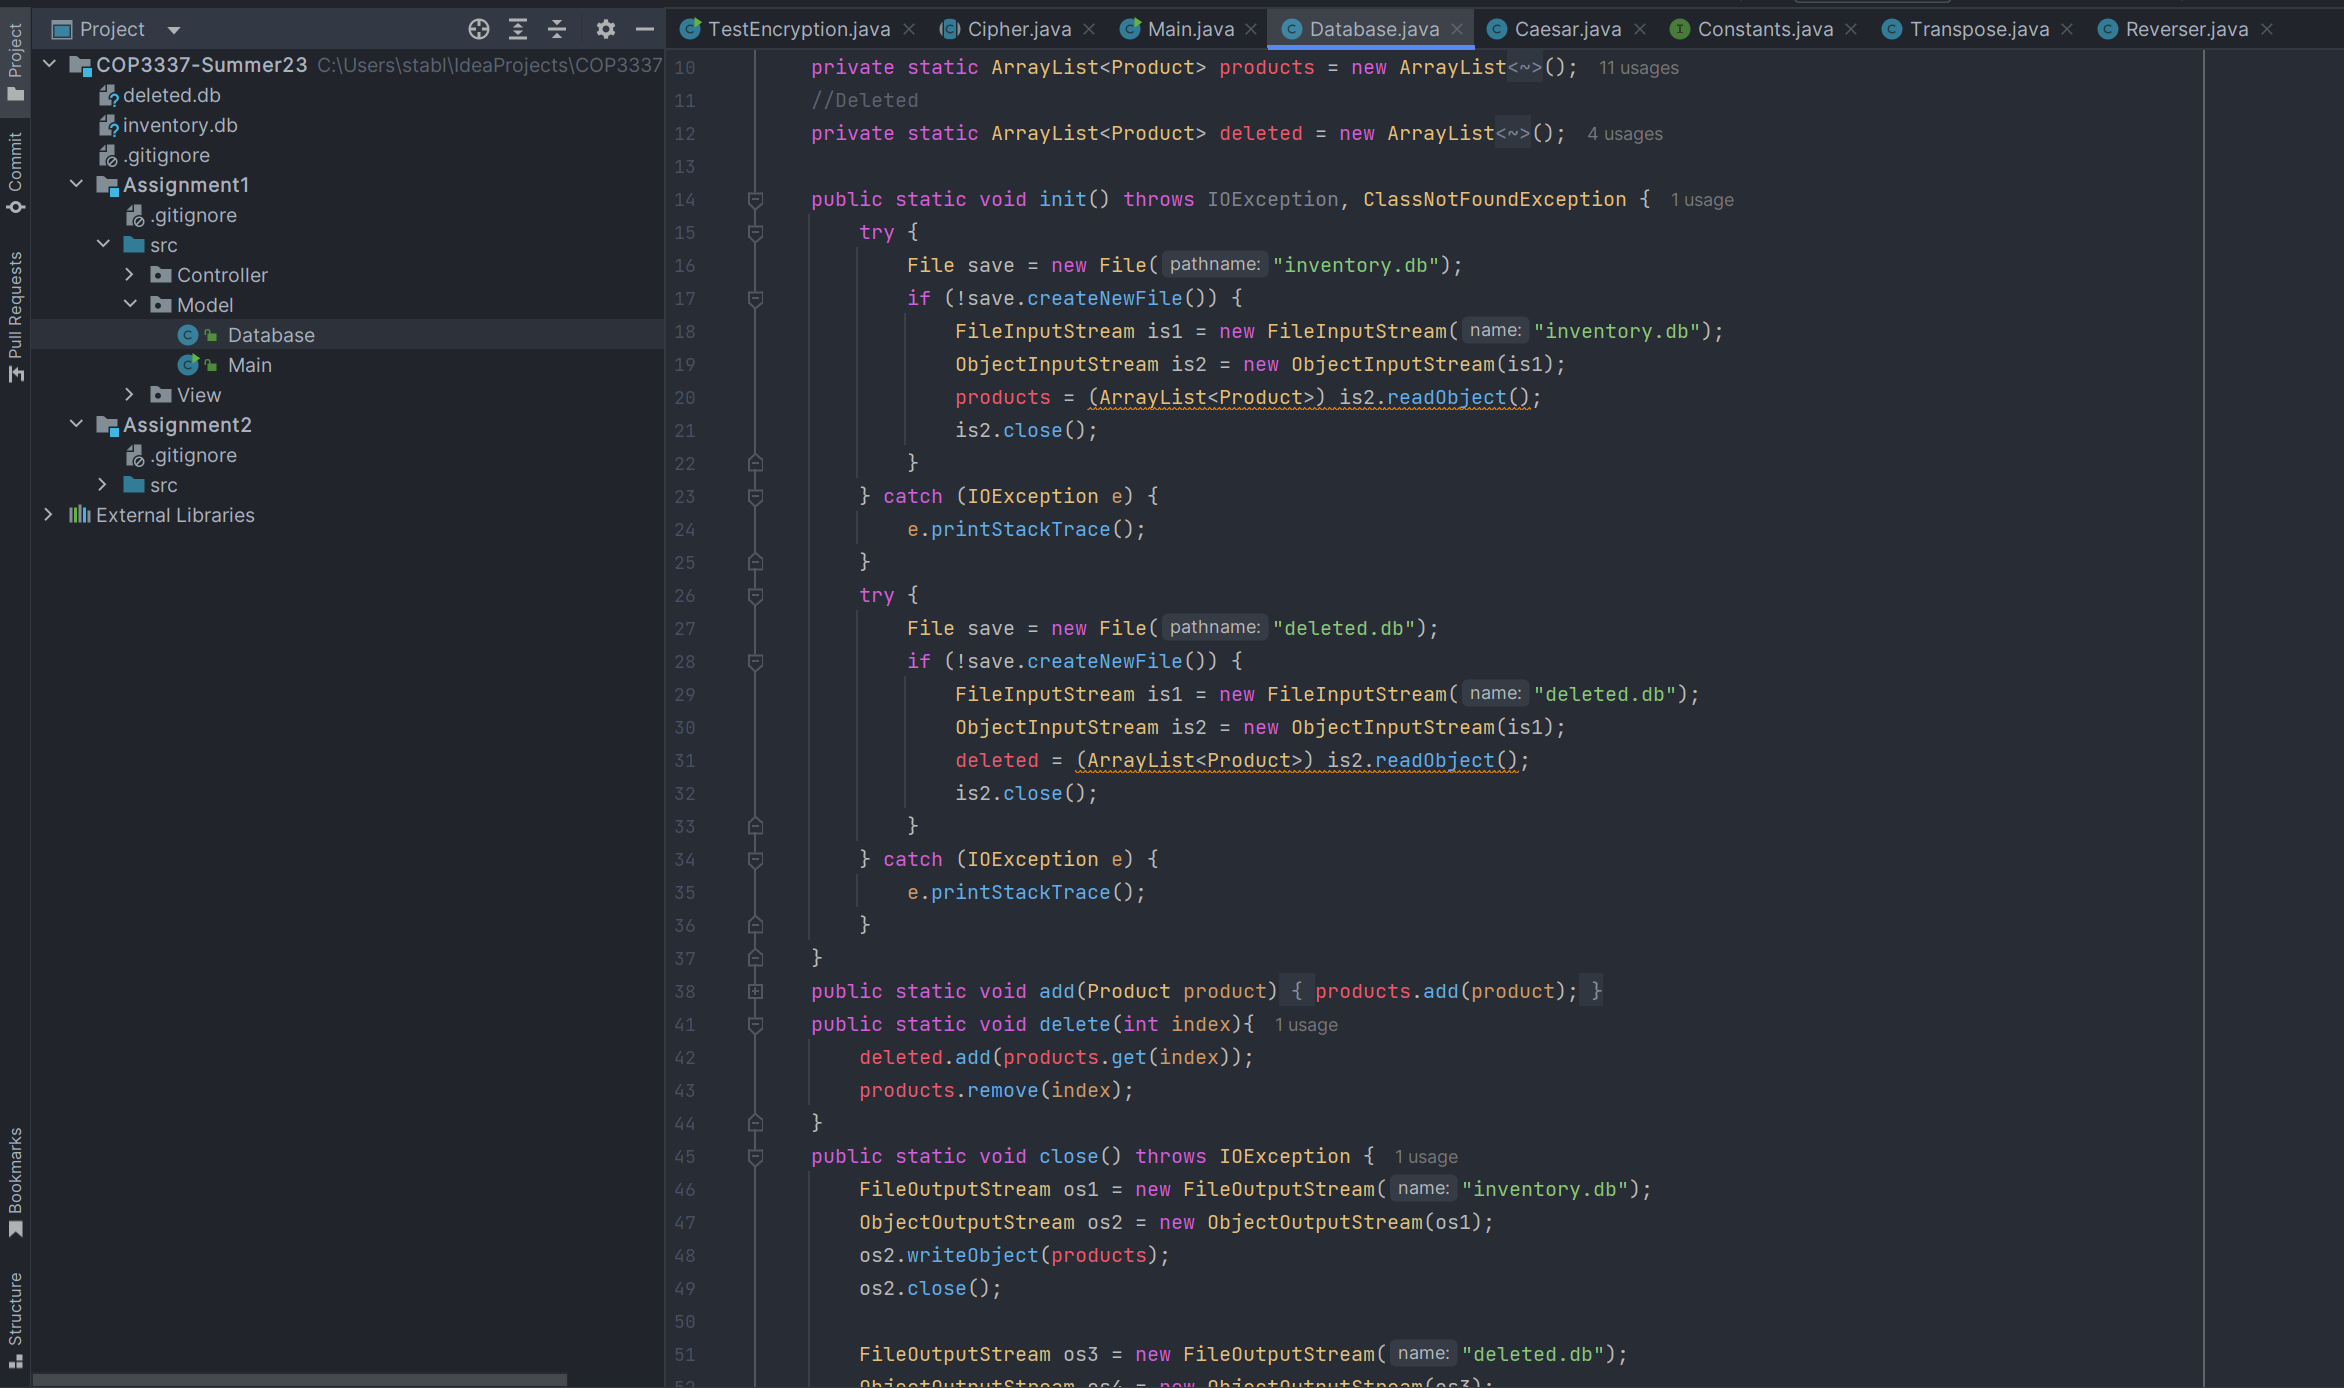 Project
TestEncryption.java
Cipher.java
Main.java
Database.java
Caesar.java
Constants.java
Transpose.java
Reverser.java
Project
Commit
Pull Requests
Bookmarks
Structure
COP3337-Summer23 C:\Users\stabl\IdeaProjects\COP3337
deleted.db
inventory.db
.gitignore
Assignment1
.gitignore
src
Controller
Model
Database
Main
View
Assignment2
.gitignore
src
External Libraries
10 private static ArrayList<Product> products = new ArrayList<~>(); 11 usages
11 //Deleted
12 private static ArrayList<Product> deleted = new ArrayList<~>(); 4 usages
13
14 public static void init() throws IOException, ClassNotFoundException { 1 usage
15 try {
16 File save = new File( pathname: "inventory.db");
17 if (!save.createNewFile()) {
18 FileInputStream is1 = new FileInputStream( name: "inventory.db");
19 ObjectInputStream is2 = new ObjectInputStream(is1);
20 products = (ArrayList<Product>) is2.readObject();
21 is2.close();
22 }
23 } catch (IOException e) {
24 e.printStackTrace();
25 }
26 try {
27 File save = new File( pathname: "deleted.db");
28 if (!save.createNewFile()) {
29 FileInputStream is1 = new FileInputStream( name: "deleted.db");
30 ObjectInputStream is2 = new ObjectInputStream(is1);
31 deleted = (ArrayList<Product>) is2.readObject();
32 is2.close();
33 }
34 } catch (IOException e) {
35 e.printStackTrace();
36 }
37 }
38 public static void add(Product product) { products.add(product); }
41 public static void delete(int index){ 1 usage
42 deleted.add(products.get(index));
43 products.remove(index);
44 }
45 public static void close() throws IOException { 1 usage
46 FileOutputStream os1 = new FileOutputStream( name: "inventory.db");
47 ObjectOutputStream os2 = new ObjectOutputStream(os1);
48 os2.writeObject(products);
49 os2.close();
50
51 FileOutputStream os3 = new FileOutputStream( name: "deleted.db");
52 ObjectOutputStream os4 = new ObjectOutputStream(os3);